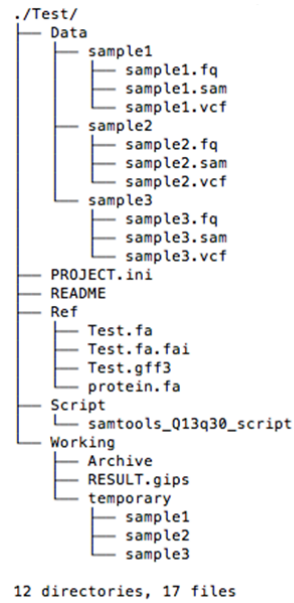 ./Test/
├── Data
│   ├── sample1
│   │   ├── sample1.fq
│   │   ├── sample1.sam
│   │   └── sample1.vcf
│   ├── sample2
│   │   ├── sample2.fq
│   │   ├── sample2.sam
│   │   └── sample2.vcf
│   └── sample3
│       ├── sample3.fq
│       ├── sample3.sam
│       └── sample3.vcf
├── PROJECT.ini
├── README
├── Ref
│   ├── Test.fa
│   ├── Test.fa.fai
│   ├── Test.gff3
│   └── protein.fa
├── Script
│   └── samtools_Q13q30_script
└── Working
    ├── Archive
    ├── RESULT.gips
    └── temporary
        ├── sample1
        ├── sample2
        └── sample3
12 directories, 17 files